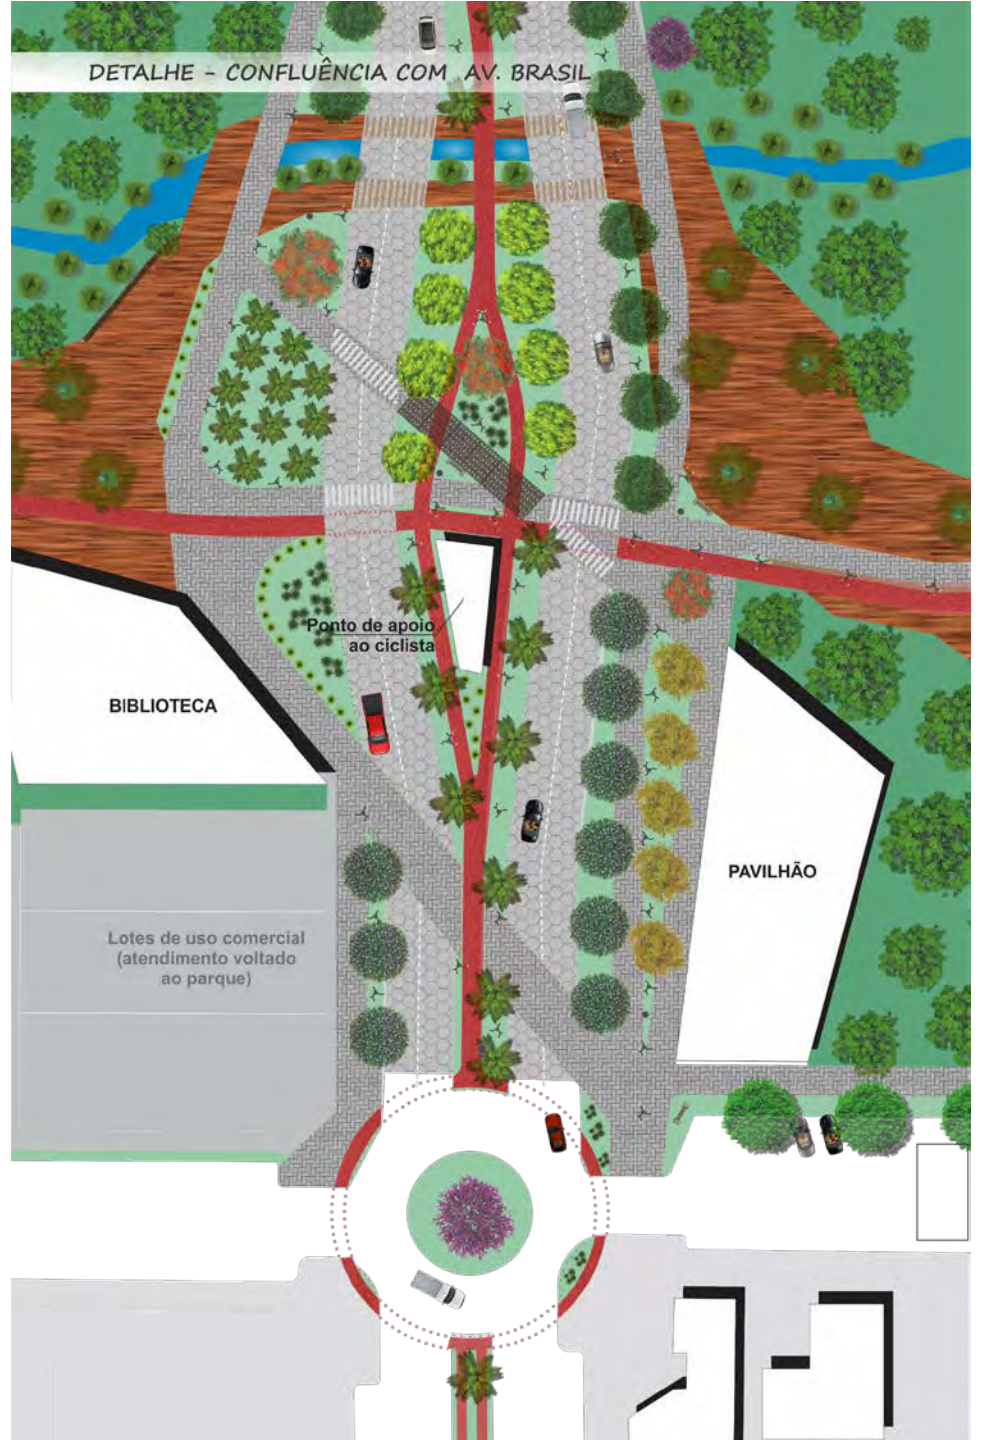 DETALHE - CONFLUÊNCIA COM AV. BRASIL
Ponto de apoio
ao ciclista
BIBLIOTECA
PAVILHÃO
Lotes de uso comercial
(atendimento voltado
ao parque)